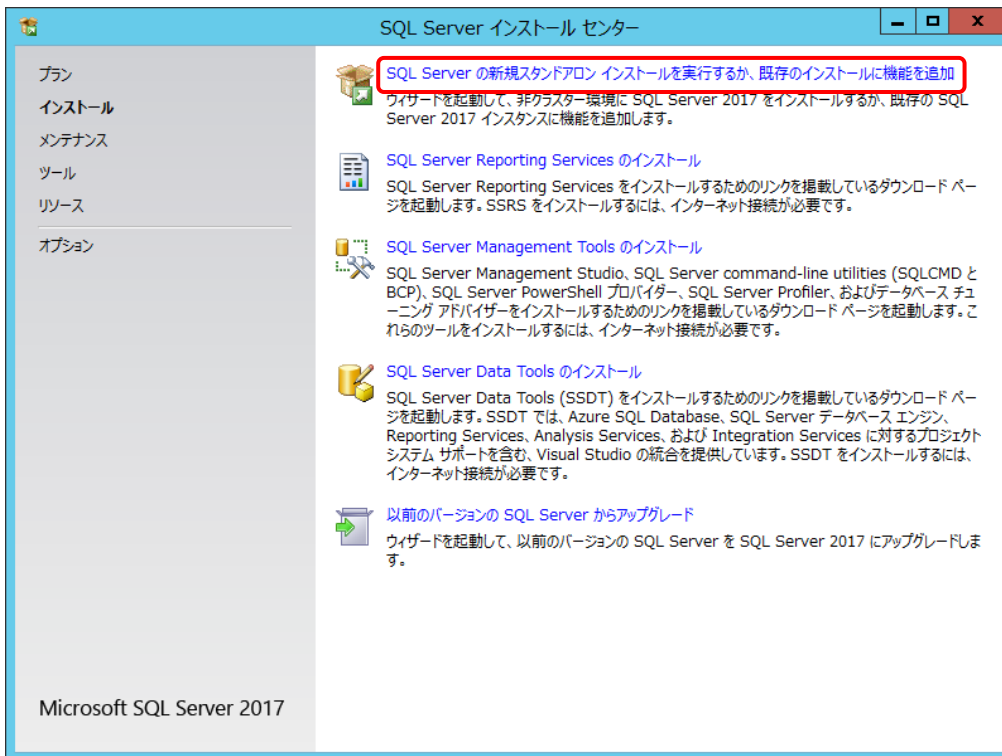 SQL Server インストール センター
プラン
インストール
メンテナンス
ツール
リソース
オプション
SQL Server の新規スタンドアロン インストールを実行するか、既存のインストールに機能を追加
ウィザードを起動して、非クラスター環境に SQL Server 2017 をインストールするか、既存の SQL
Server 2017 インスタンスに機能を追加します。
SQL Server Reporting Services のインストール
SQL Server Reporting Services をインストールするためのリンクを掲載しているダウンロード ペー
ジを起動します。SSRS をインストールするには、インターネット接続が必要です。
SQL Server Management Tools のインストール
SQL Server Management Studio、SQL Server command-line utilities (SQLCMD と
BCP)、SQL Server PowerShell プロバイダー、SQL Server Profiler、およびデータベース チュ
ーニング アドバイザーをインストールするためのリンクを掲載しているダウンロード ページを起動します。こ
れらのツールをインストールするには、インターネット接続が必要です。
SQL Server Data Tools のインストール
SQL Server Data Tools (SSDT) をインストールするためのリンクを掲載しているダウンロード ペー
ジを起動します。SSDT では、Azure SQL Database、SQL Server データベース エンジン、
Reporting Services、Analysis Services、および Integration Services に対するプロジェクト
システム サポートを含む、Visual Studio の統合を提供しています。SSDT をインストールするには、
インターネット接続が必要です。
以前のバージョンの SQL Server からアップグレード
ウィザードを起動して、以前のバージョンの SQL Server を SQL Server 2017 にアップグレードしま
す。
Microsoft SQL Server 2017